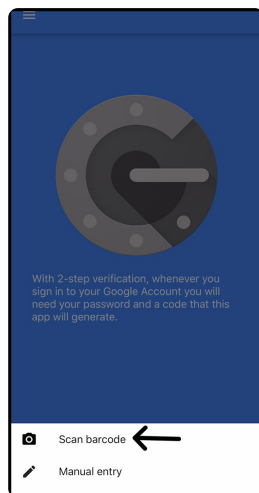 With 2-step verification, whenever you
sign in to your Google Account you will
need your password and a code that this
app will generate.
Scan barcode
Manual entry